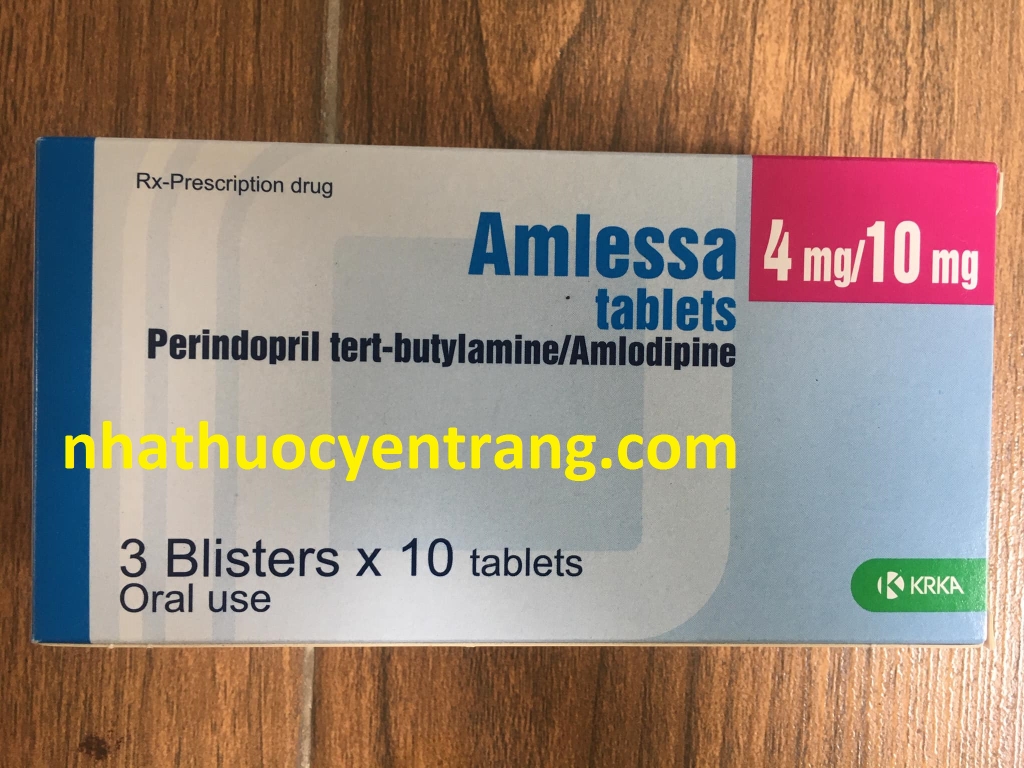 Rx-Prescription drug
Amlessa
4 mg/10 mg
tablets
Perindopril tert-butylamine/Amlodipine
nhathuocyentrang.com
3 Blisters x 10 tablets
Oral use
KRKA